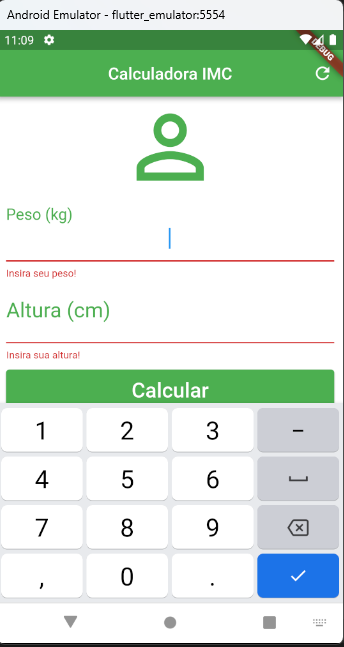 Android Emulator - flutter_emulator:5554
11:09
DEBUG
Calculadora IMC
Peso (kg)
Insira seu peso!
Altura (cm)
Insira sua altura!
Calcular
1 2 3 -
4 5 6
7 8 9
, 0 .